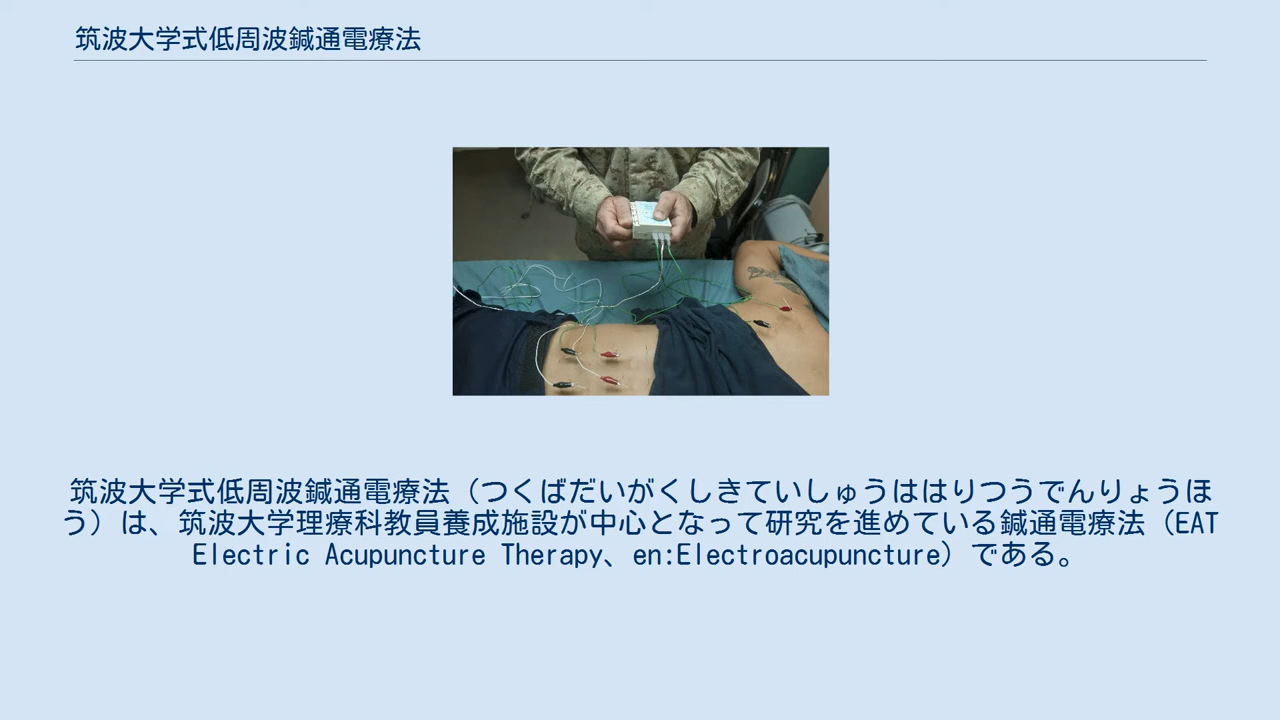 筑波大学式低周波鍼通電療法
筑波大学式低周波鍼通電療法（つくばだいがくしきていしゅうははりつうでんりょうほ
う）は、筑波大学理療科教員養成施設が中心となって研究を進めている鍼通電療法（EAT
Electric Acupuncture Therapy、en:Electroacupuncture）である。